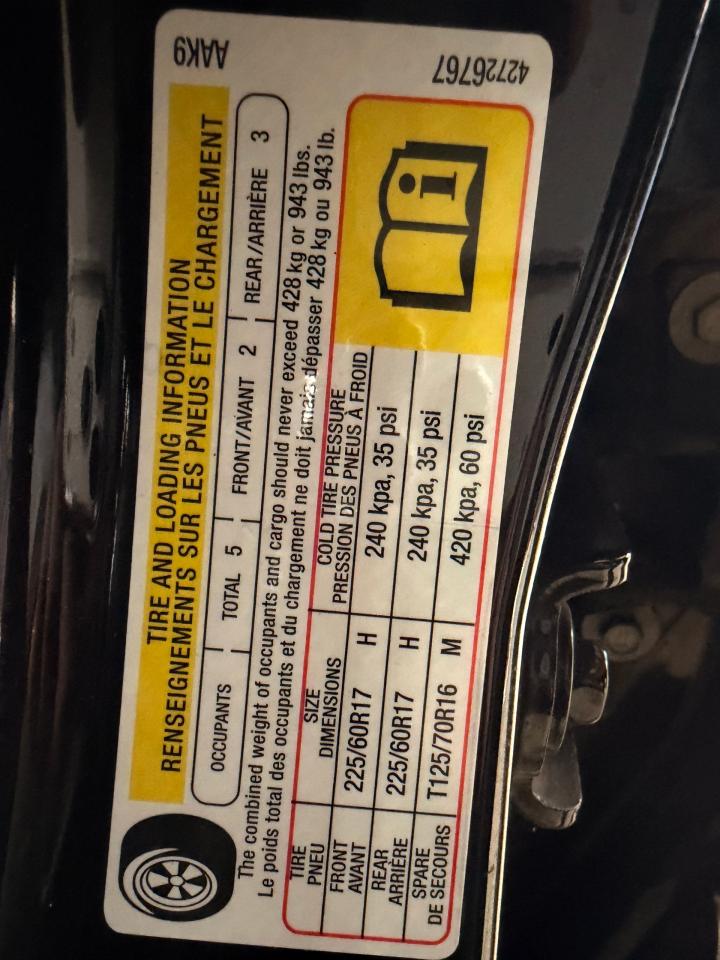 TIRE AND LOADING INFORMATION
RENSEIGNEMENTS SUR LES PNEUS ET LE CHARGEMENT
OCCUPANTS TOTAL 5 FRONT/AVANT 2 REAR/ARRIÈRE 3
The combined weight of occupants and cargo should never exceed 428 kg or 943 lbs.
Le poids total des occupants et du chargement ne doit jamais dépasser 428 kg ou 943 lb.
TIRE SIZE COLD TIRE PRESSURE
PNEU DIMENSIONS PRESSION DES PNEUS À FROID
FRONT
AVANT 225/60R17 H 240 kpa, 35 psi
REAR
ARRIÈRE 225/60R17 H 240 kpa, 35 psi
SPARE
DE SECOURS T125/70R16 M 420 kpa, 60 psi
AAK9
42726767